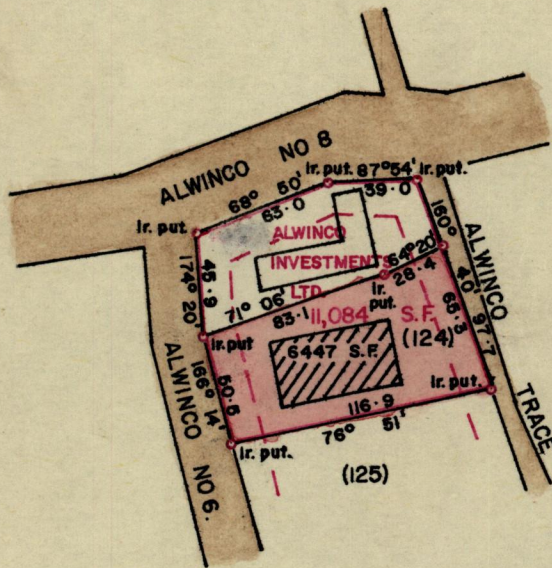 ALWINCO NO 8
Ir. put.
87° 54'
Ir. put.
68° 50'
63.0
39.0
160°
ALWINCO
INVESTMENTS
LTD.
64° 20'
28.4
174° 20'
45.9
71° 06'
83.1
Ir. put.
11,084 S.F.
(124)
40'
65.3
97.7
ALWINCO
TRACE
Ir. put
6447 S.F.
Ir. put.
ALWINCO NO 6.
166° 14'
50.5
116.9
76° 51'
Ir. put.
(125)
Ir. put.